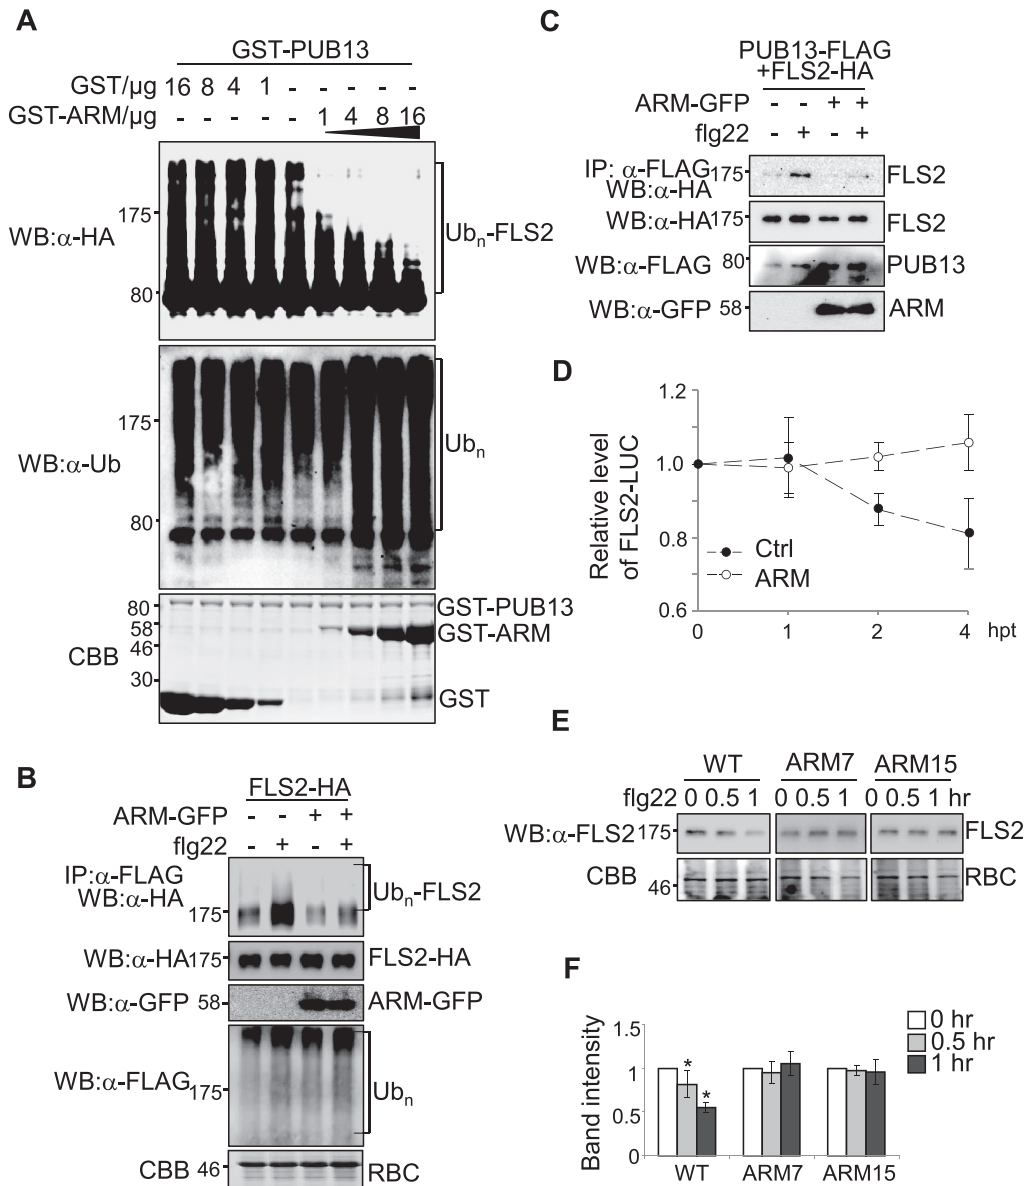 A
GST-PUB13
GST/µg 16 8 4 1 - - - - -
GST-ARM/µg - - - - - 1 4 8 16
WB:α-HA
175
80
Ubn-FLS2
WB:α-Ub
175
80
Ubn
CBB
80
58
46
30
GST-PUB13
GST-ARM
GST
B
FLS2-HA
ARM-GFP - - + +
flg22 - + - +
IP:α-FLAG
WB:α-HA
175
Ubn-FLS2
WB:α-HA 175 FLS2-HA
WB:α-GFP 58 ARM-GFP
WB:α-FLAG 175 Ubn
CBB 46 RBC
C
PUB13-FLAG
+FLS2-HA
ARM-GFP - - + +
flg22 - + - +
IP: α-FLAG 175 FLS2
WB:α-HA
WB:α-HA 175 FLS2
WB:α-FLAG 80 PUB13
WB:α-GFP 58 ARM
D
Relative level
of FLS2-LUC
1.2
1.0
0.8
0.6
Ctrl
ARM
0 1 2 4 hpt
E
WT ARM7 ARM15
flg22 0 0.5 1 0 0.5 1 0 0.5 1 hr
WB:α-FLS2 175 FLS2
CBB 46 RBC
F
Band intensity
1.5
1
0.5
0
* *
0 hr
0.5 hr
1 hr
WT ARM7 ARM15